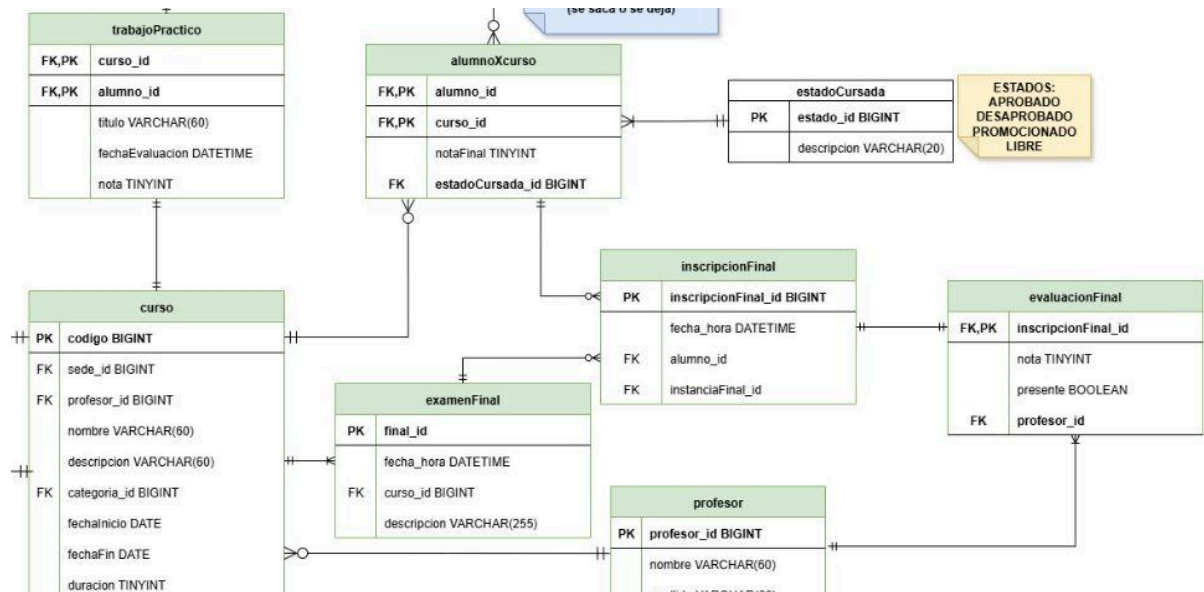 (se saca o se deja)
trabajoPractico
FK,PK curso_id
FK,PK alumno_id
titulo VARCHAR(60)
fechaEvaluacion DATETIME
nota TINYINT
alumnoXcurso
FK,PK alumno_id
FK,PK curso_id
notaFinal TINYINT
FK estadoCursada_id BIGINT
estadoCursada
PK estado_id BIGINT
descripcion VARCHAR(20)
ESTADOS:
APROBADO
DESAPROBADO
PROMOCIONADO
LIBRE
curso
PK codigo BIGINT
FK sede_id BIGINT
FK profesor_id BIGINT
nombre VARCHAR(60)
descripcion VARCHAR(60)
FK categoria_id BIGINT
fechaInicio DATE
fechaFin DATE
duracion TINYINT
examenFinal
PK final_id
fecha_hora DATETIME
FK curso_id BIGINT
descripcion VARCHAR(255)
inscripcionFinal
PK inscripcionFinal_id BIGINT
fecha_hora DATETIME
FK alumno_id
FK instanciaFinal_id
evaluacionFinal
FK,PK inscripcionFinal_id
nota TINYINT
presente BOOLEAN
FK profesor_id
profesor
PK profesor_id BIGINT
nombre VARCHAR(60)